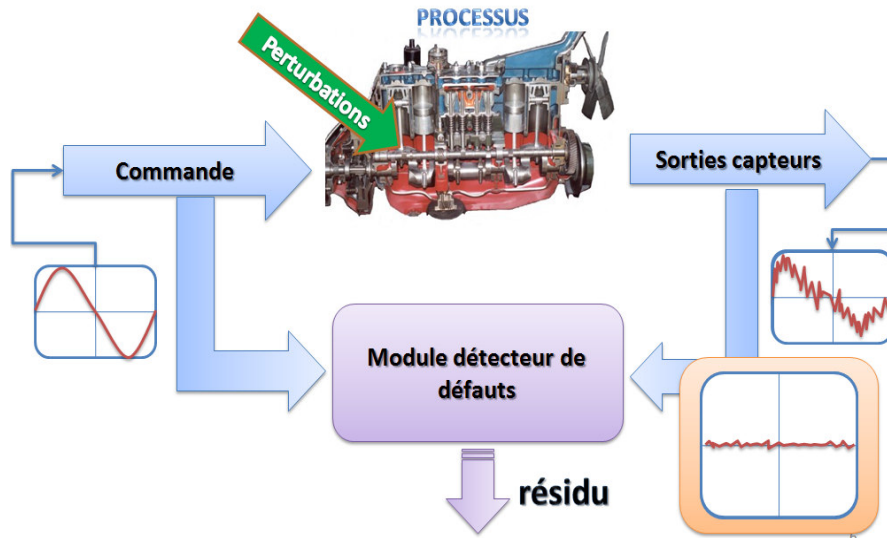 PROCESSUS
Perturbations
Commande
Sorties capteurs
Module détecteur de
défauts
résidu